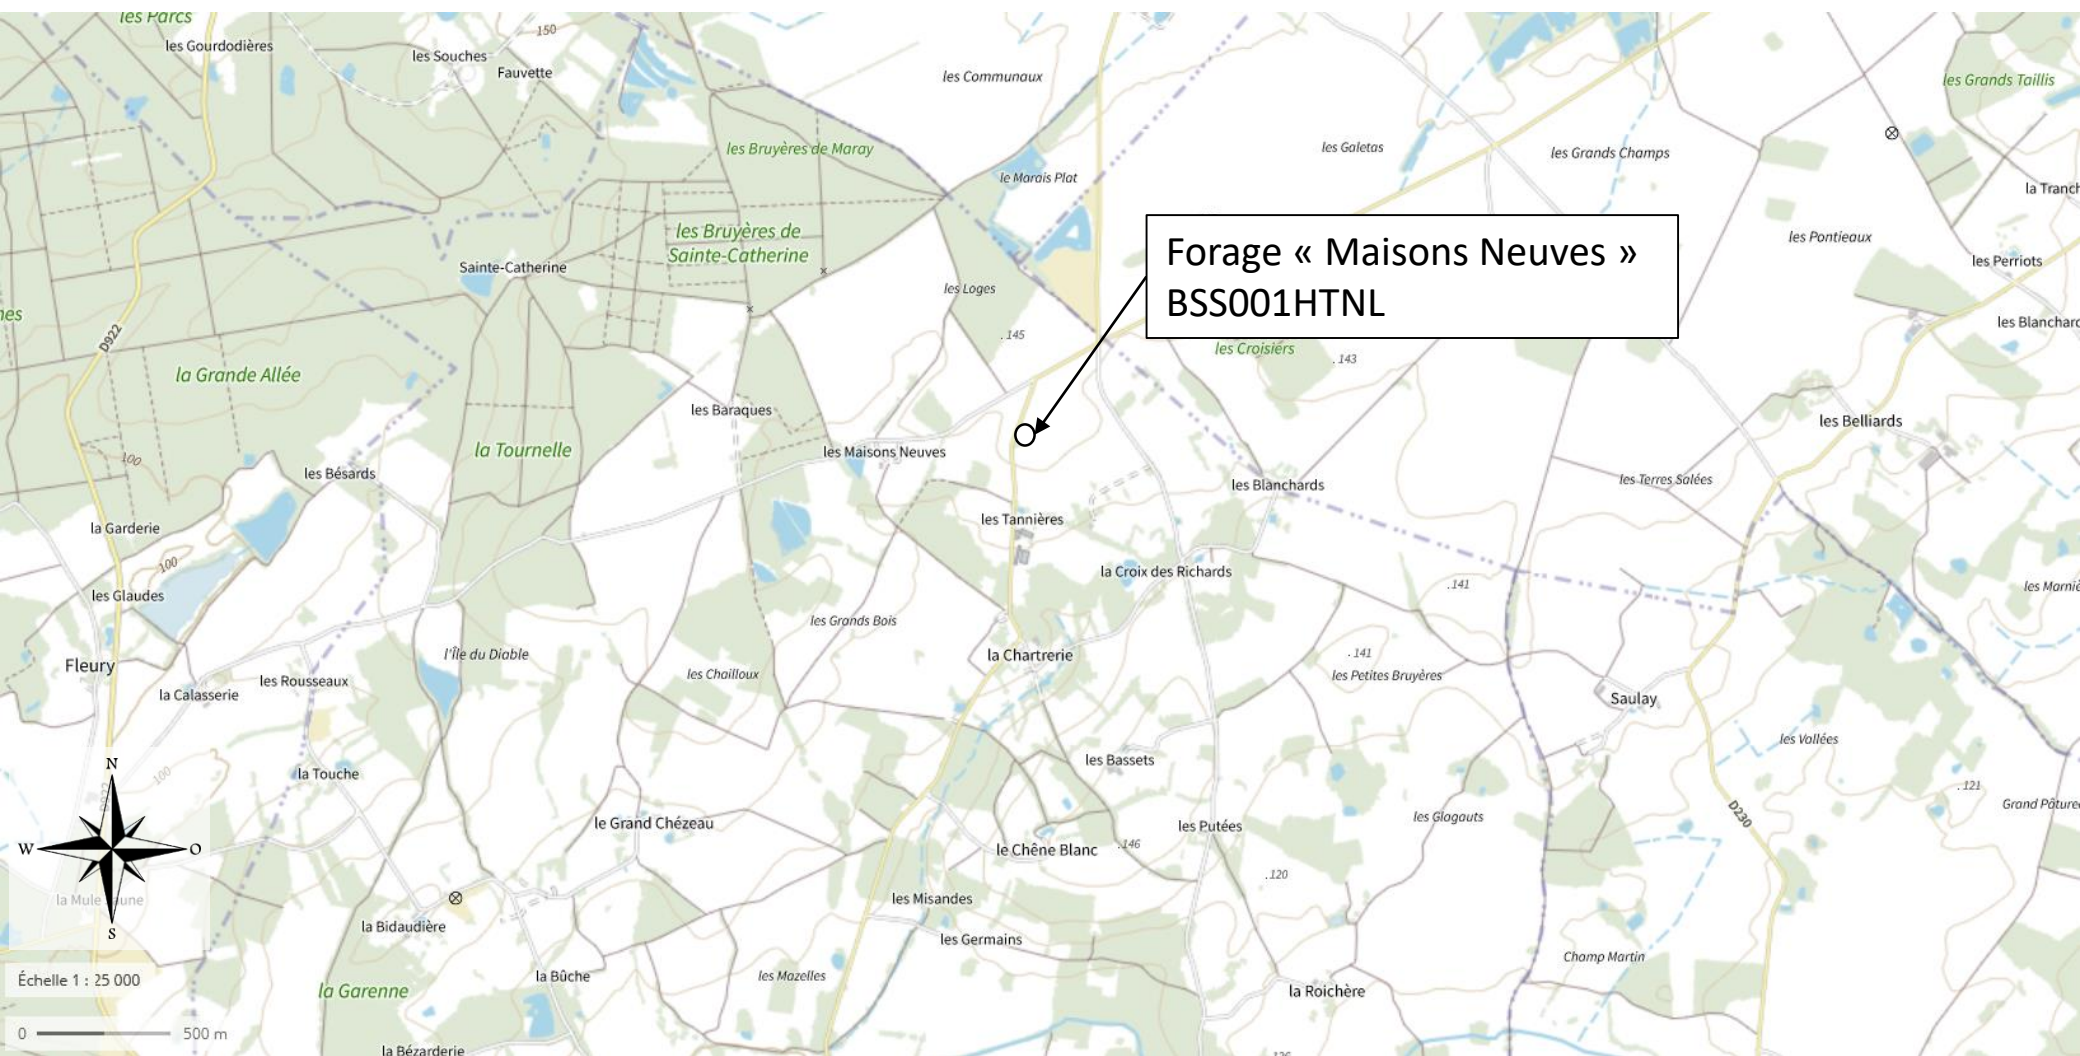 les Parcs
150
les Gourdodières
les Souches
Fauvette
les Communaux
les Grands Taillis
les Bruyères de Maray
les Galetas
les Grands Champs
le Marais Plat
la Tranch
les Bruyères de
Sainte-Catherine
Forage « Maisons Neuves »
BSS001HTNL
les Pontieaux
les Perriots
Sainte-Catherine
les Loges
nes
D922
.145
les Croisiers
.143
les Blanchard
la Grande Allée
les Baraques
les Belliards
la Tournelle
100
les Maisons Neuves
les Bésards
les Blanchards
les Terres Salées
la Garderie
les Tannières
100
la Croix des Richards
.141
les Marniè
les Glaudes
les Grands Bois
l'Île du Diable
la Chartrerie
.141
Fleury
les Chailloux
les Petites Bruyères
la Calasserie
les Rousseaux
Saulay
les Vallées
les Bassets
N
100
la Touche
.121
D922
Grand Pâture
D230
le Grand Chézeau
les Putées
les Glagauts
W
O
le Chêne Blanc
.146
.120
la Mule Jaune
les Misandes
S
la Bidaudière
les Germains
Champ Martin
Échelle 1 : 25 000
la Bûche
les Mazelles
la Garenne
la Roichère
0
500 m
la Bézarderie